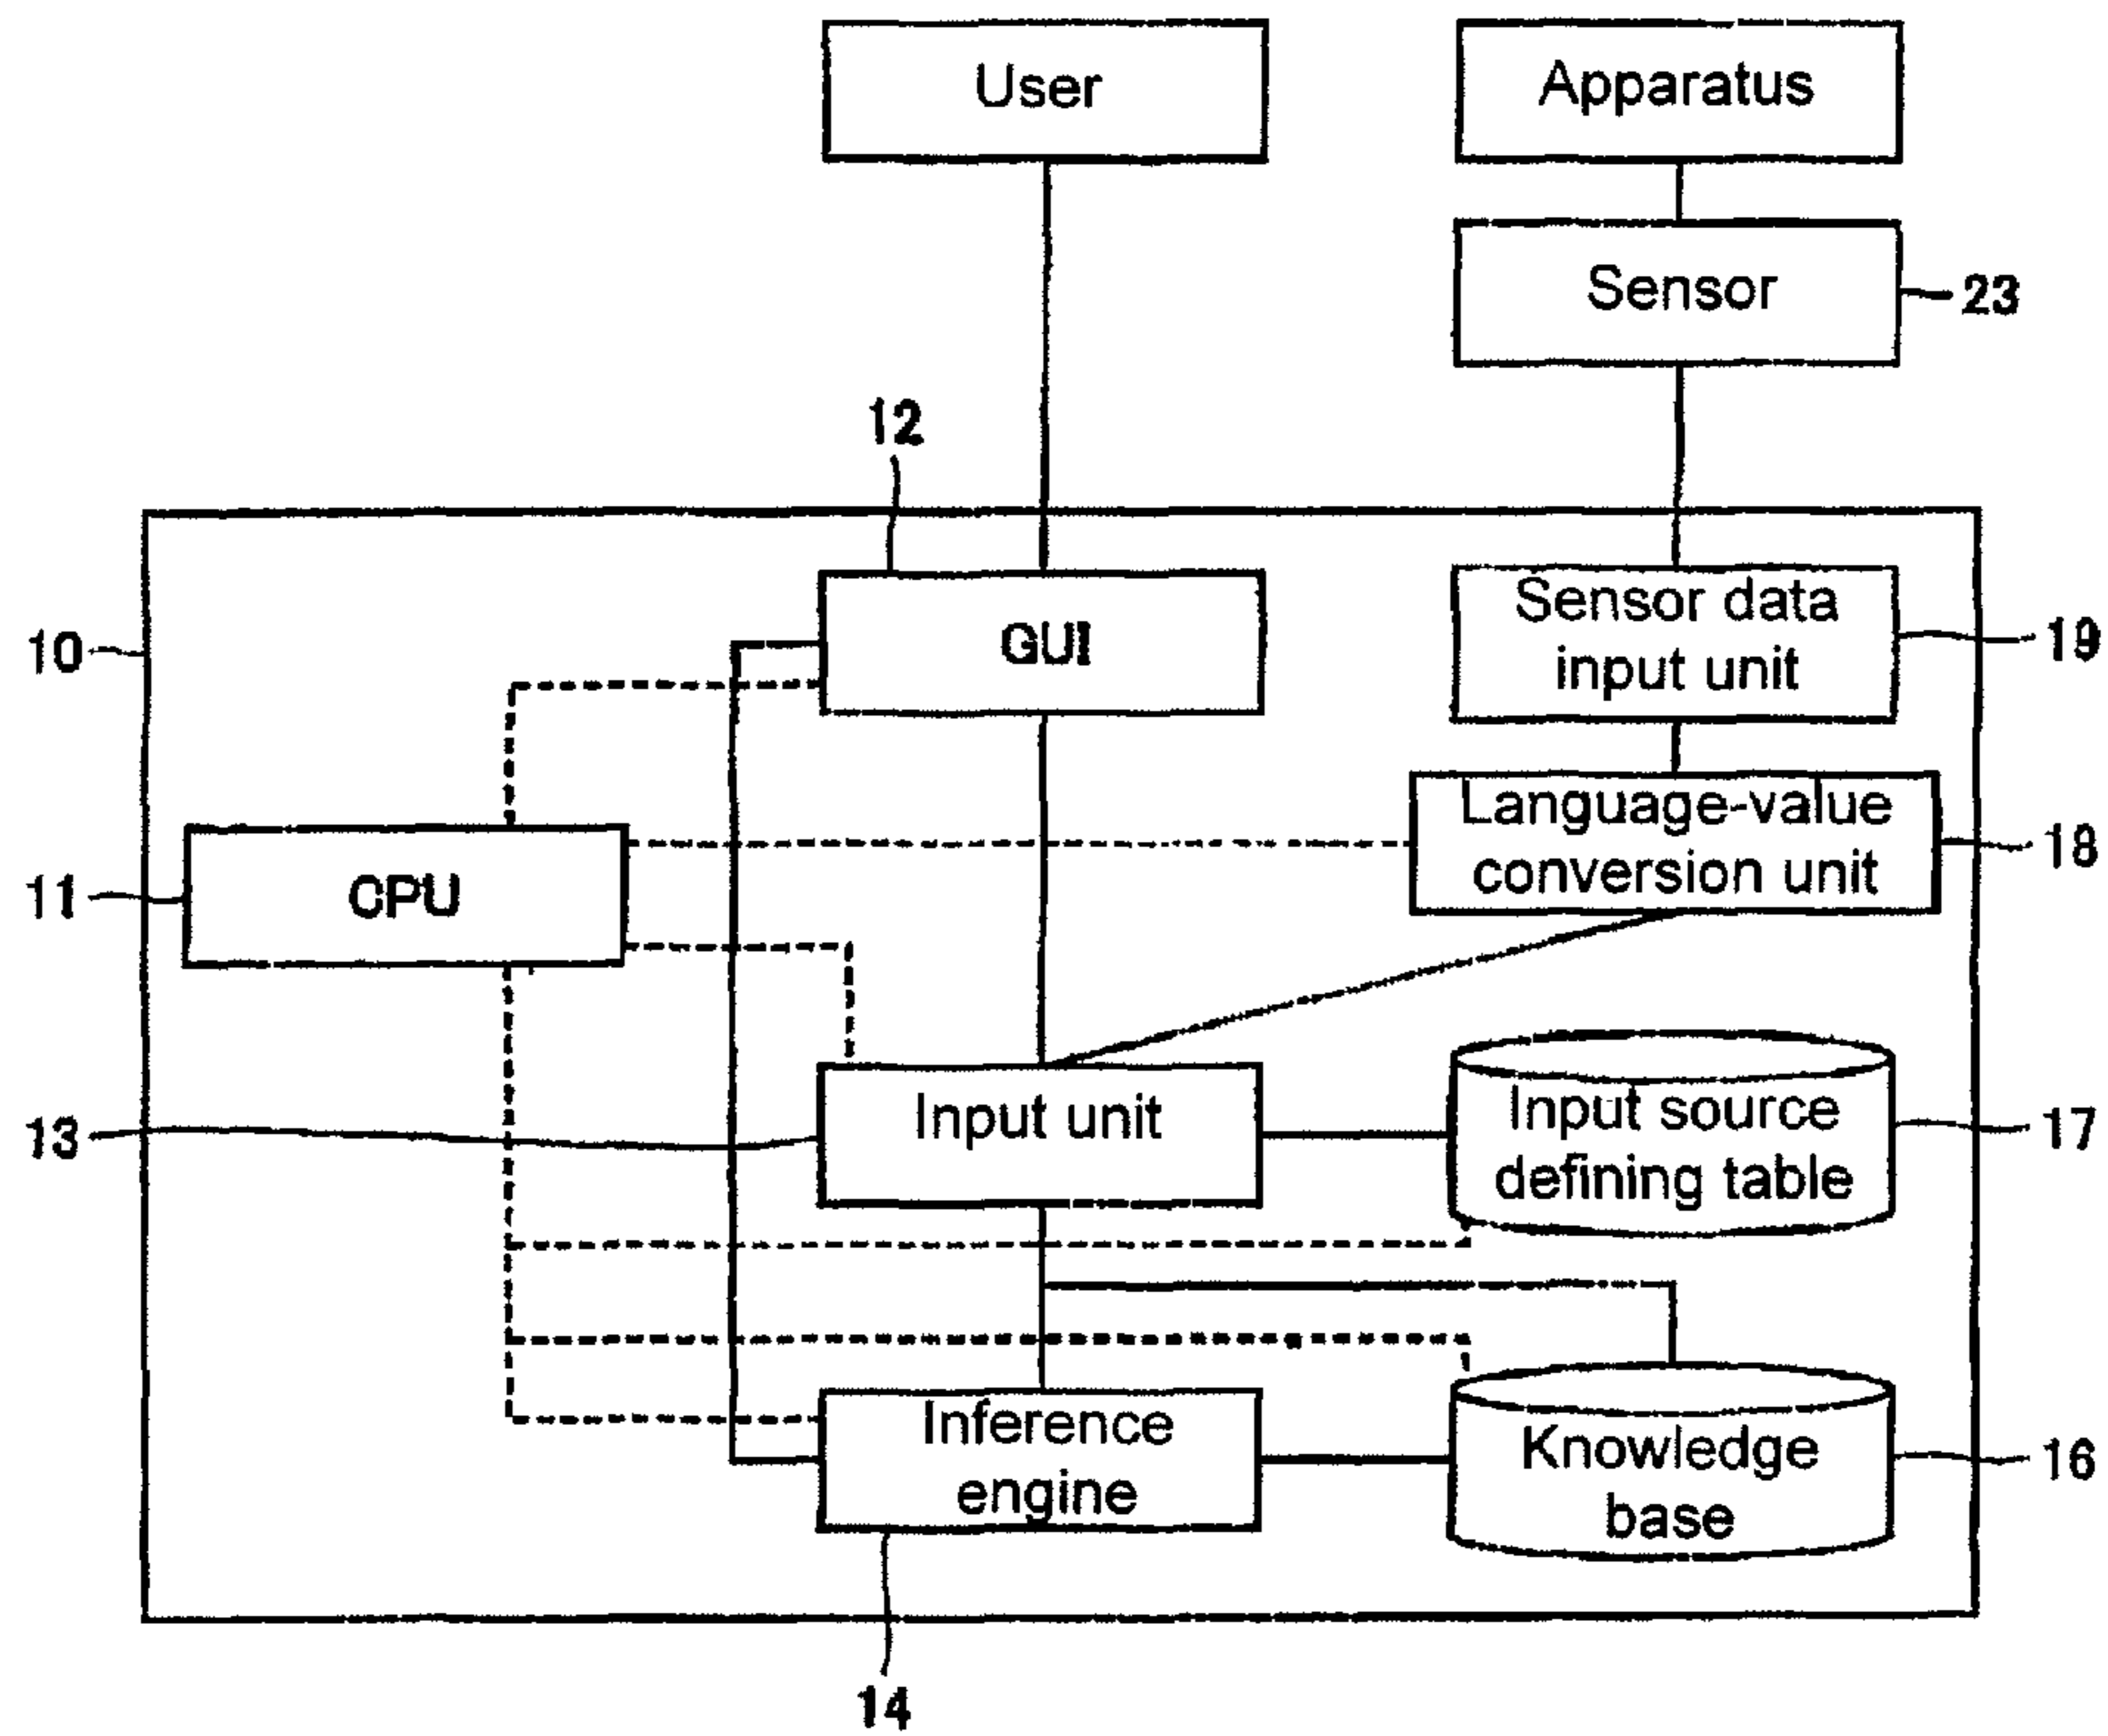 User
Apparatus
Sensor
23
12
10
GUI
Sensor data
input unit
19
11
CPU
Language-value
conversion unit
18
13
Input unit
Input source
defining table
17
Inference
engine
Knowledge
base
16
14